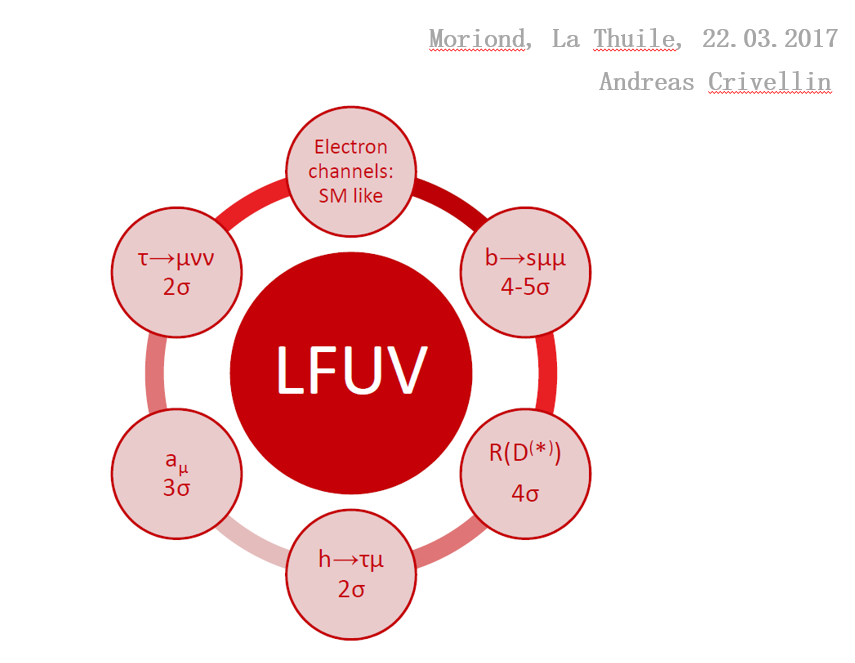 Moriond, La Thuile, 22.03.2017
Andreas Crivellin
Electron
channels:
SM like
τ→μνν
2σ
b→sμμ
4-5σ
LFUV
aμ
3σ
R(D(*))
4σ
h→τμ
2σ